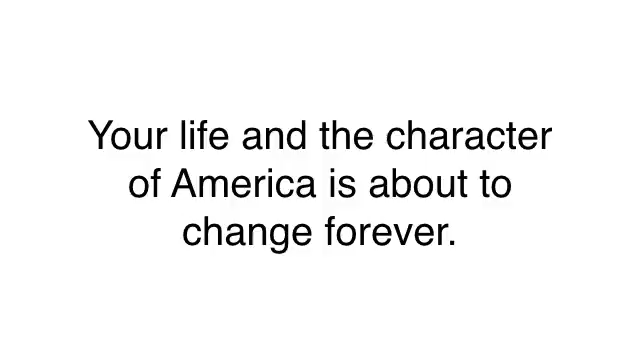 Your life and the character
of America is about to
change forever.